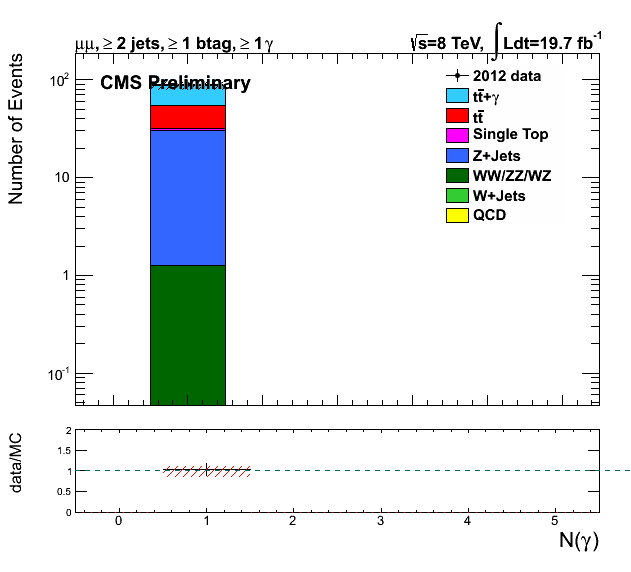 μμ, ≥ 2 jets, ≥ 1 btag, ≥ 1 γ
√s=8 TeV, ∫Ldt=19.7 fb⁻¹
CMS Preliminary
2012 data
tt̄+γ
tt̄
Single Top
Z+Jets
WW/ZZ/WZ
W+Jets
QCD
Number of Events
10²
10
1
10⁻¹
data/MC
2
1.5
1
0.5
0
0 1 2 3 4 5
N(γ)